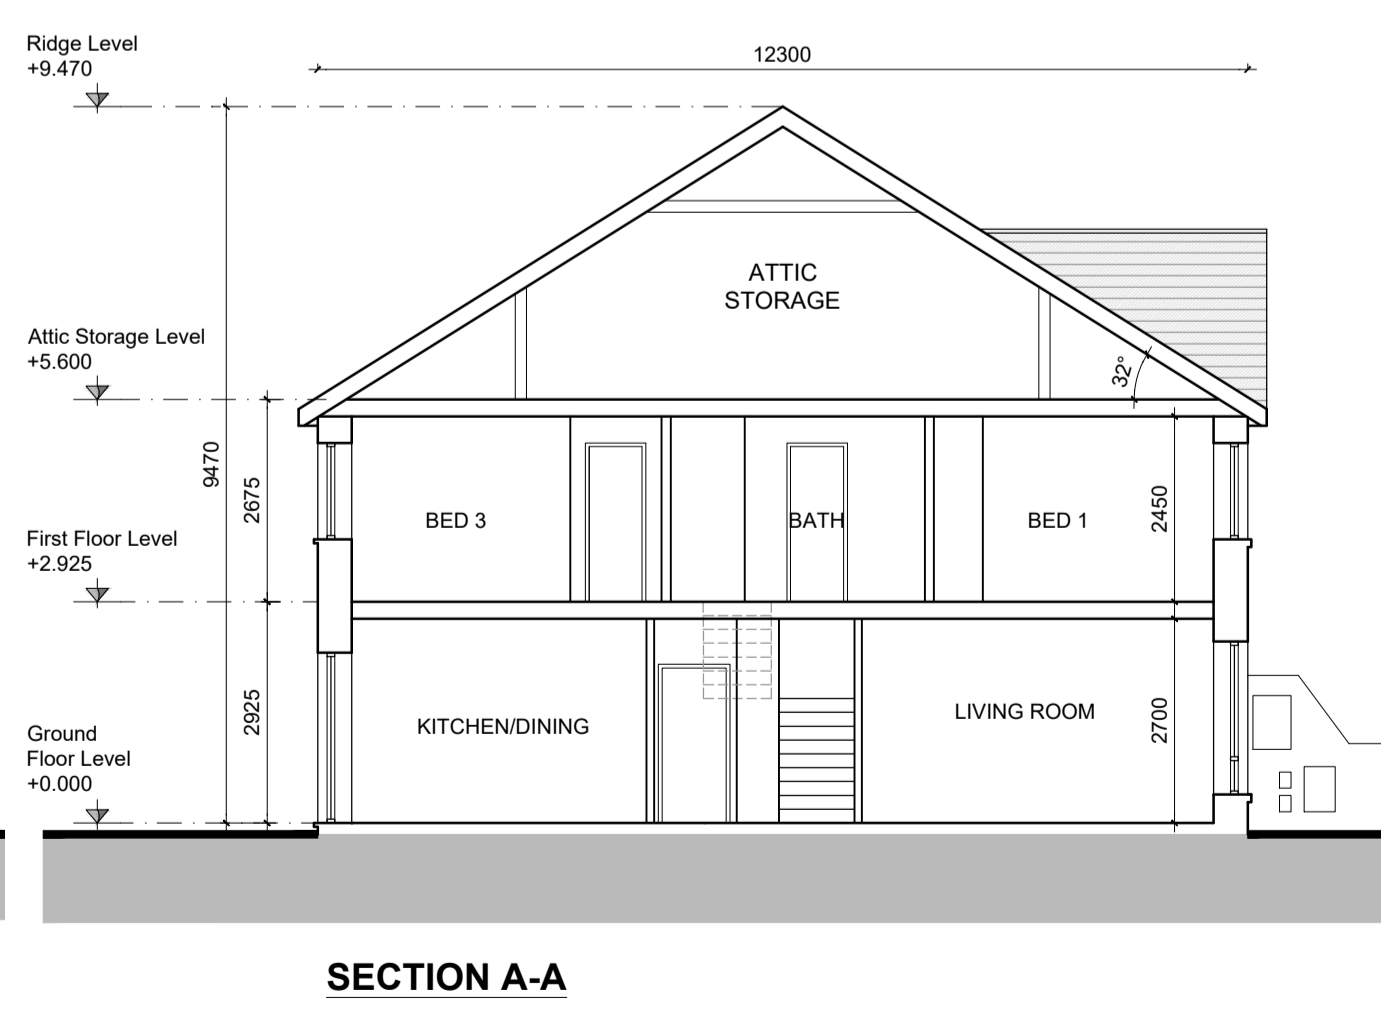 Ridge Level
+9.470
12300
ATTIC
STORAGE
Attic Storage Level
+5.600
32°
9470
2675
First Floor Level
+2.925
BED 3
BATH
BED 1
2450
2925
Ground
Floor Level
+0.000
KITCHEN/DINING
LIVING ROOM
2700
SECTION A-A